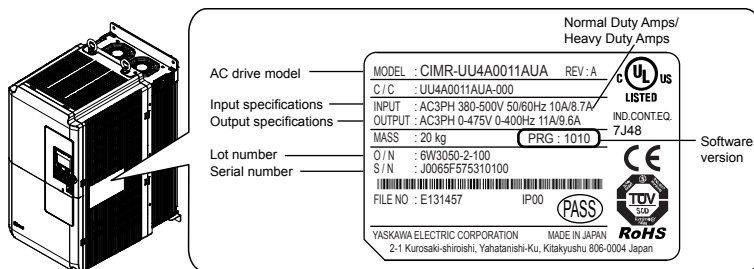 Normal Duty Amps/
Heavy Duty Amps
AC drive model
MODEL : CIMR-UU4A0011AUA REV : A
C / C : UU4A0011AUA-000
Input specifications
INPUT : AC3PH 380-500V 50/60Hz 10A/8.7A
Output specifications
OUTPUT : AC3PH 0-475V 0-400Hz 11A/9.6A
MASS : 20 kg PRG : 1010
Software
version
Lot number
O / N : 6W3050-2-100
Serial number
S / N : J0065F575310100
FILE NO : E131457 IP00
PASS
YASKAWA ELECTRIC CORPORATION MADE IN JAPAN
2-1 Kurosaki-shiroishi, Yahatanishi-Ku, Kitakyushu 806-0004 Japan
C UL US
LISTED
IND.CONT.EQ.
7J48
CE
TÜV
RoHS